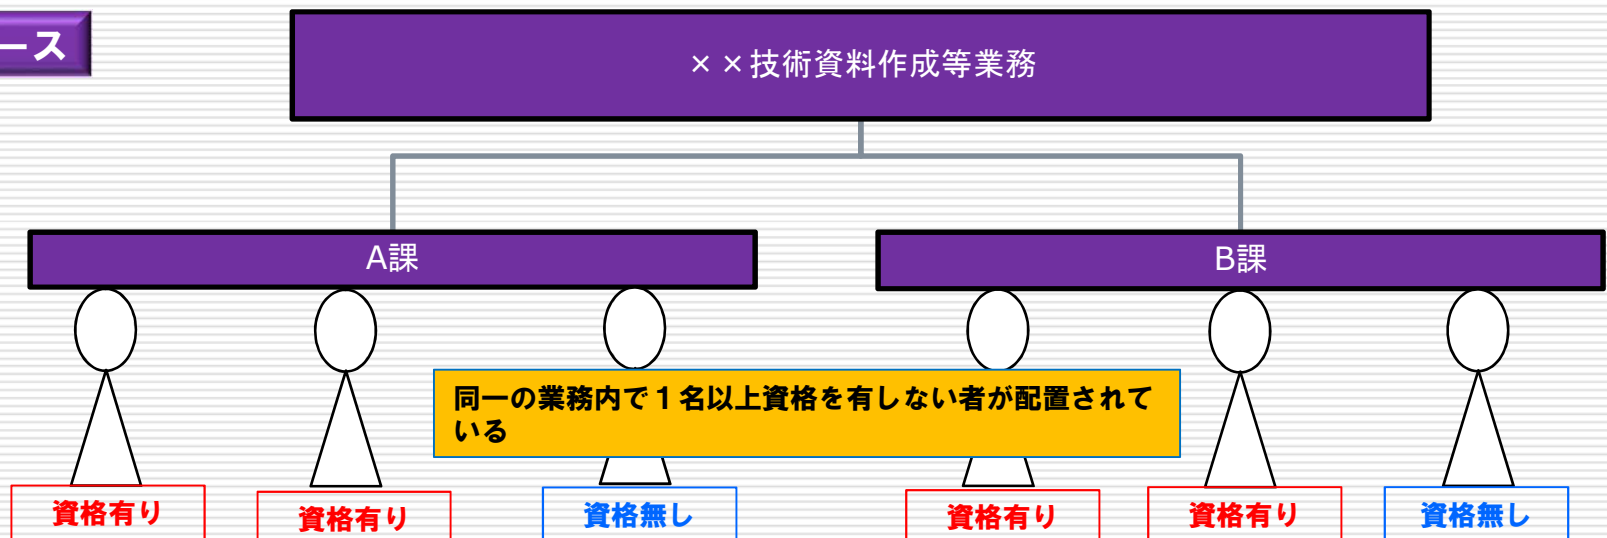 ース
××技術資料作成等業務
A課
B課
同一の業務内で１名以上資格を有しない者が配置されて
いる
資格有り
資格有り
資格無し
資格有り
資格有り
資格無し